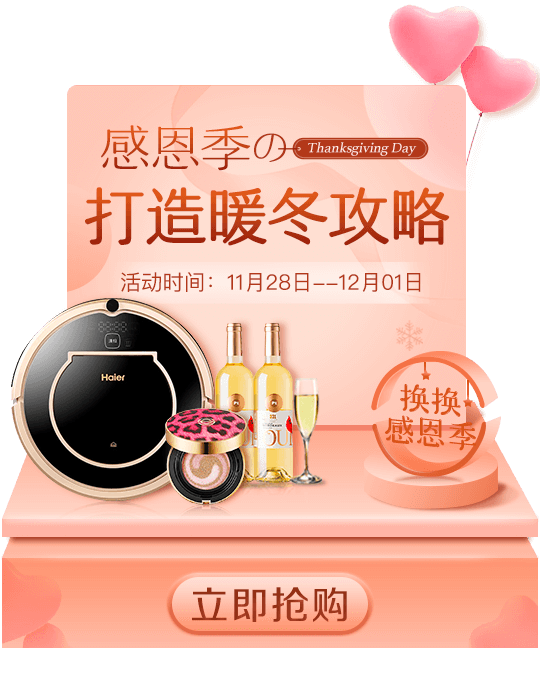 感恩季の
Thanksgiving Day
打造暖冬攻略
活动时间：11月28日--12月01日
Haier
换换
感恩季
立即抢购